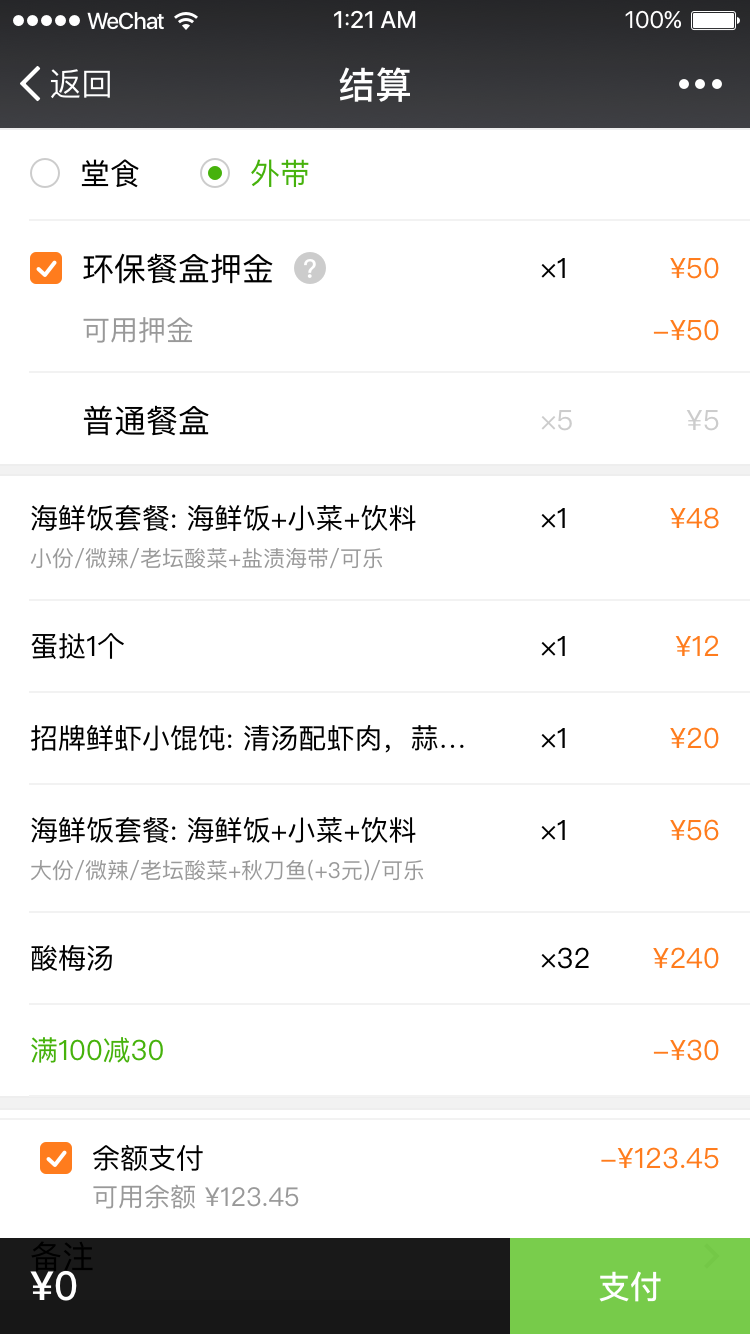 WeChat 1:21 AM 100%
返回 结算
堂食 外带
环保餐盒押金 ? ×1 ¥50
可用押金 –¥50
普通餐盒 ×5 ¥5
海鲜饭套餐: 海鲜饭+小菜+饮料 ×1 ¥48
小份/微辣/老坛酸菜+盐渍海带/可乐
蛋挞1个 ×1 ¥12
招牌鲜虾小馄饨: 清汤配虾肉，蒜... ×1 ¥20
海鲜饭套餐: 海鲜饭+小菜+饮料 ×1 ¥56
大份/微辣/老坛酸菜+秋刀鱼(+3元)/可乐
酸梅汤 ×32 ¥240
满100减30 –¥30
余额支付 –¥123.45
可用余额 ¥123.45
备注
¥0 支付